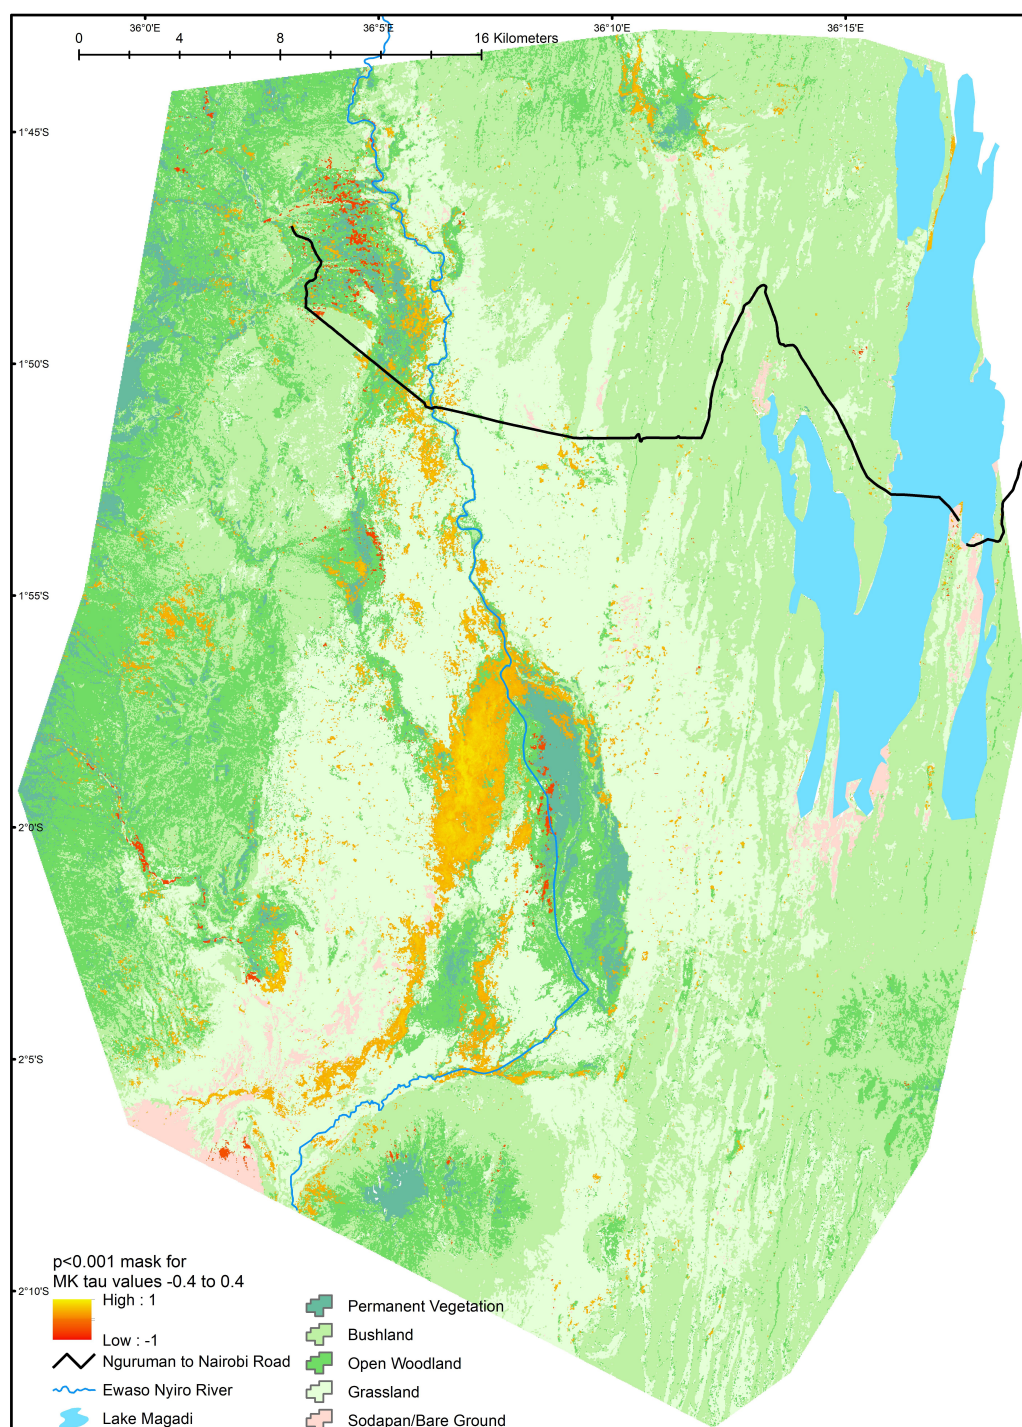 36°0'E 36°5'E 36°10'E 36°15'E
0 4 8 16 Kilometers
1°45'S
1°50'S
1°55'S
2°0'S
2°5'S
2°10'S
p<0.001 mask for
MK tau values -0.4 to 0.4
High : 1
Low : -1
Nguruman to Nairobi Road
Ewaso Nyiro River
Lake Magadi
Permanent Vegetation
Bushland
Open Woodland
Grassland
Sodapan/Bare Ground